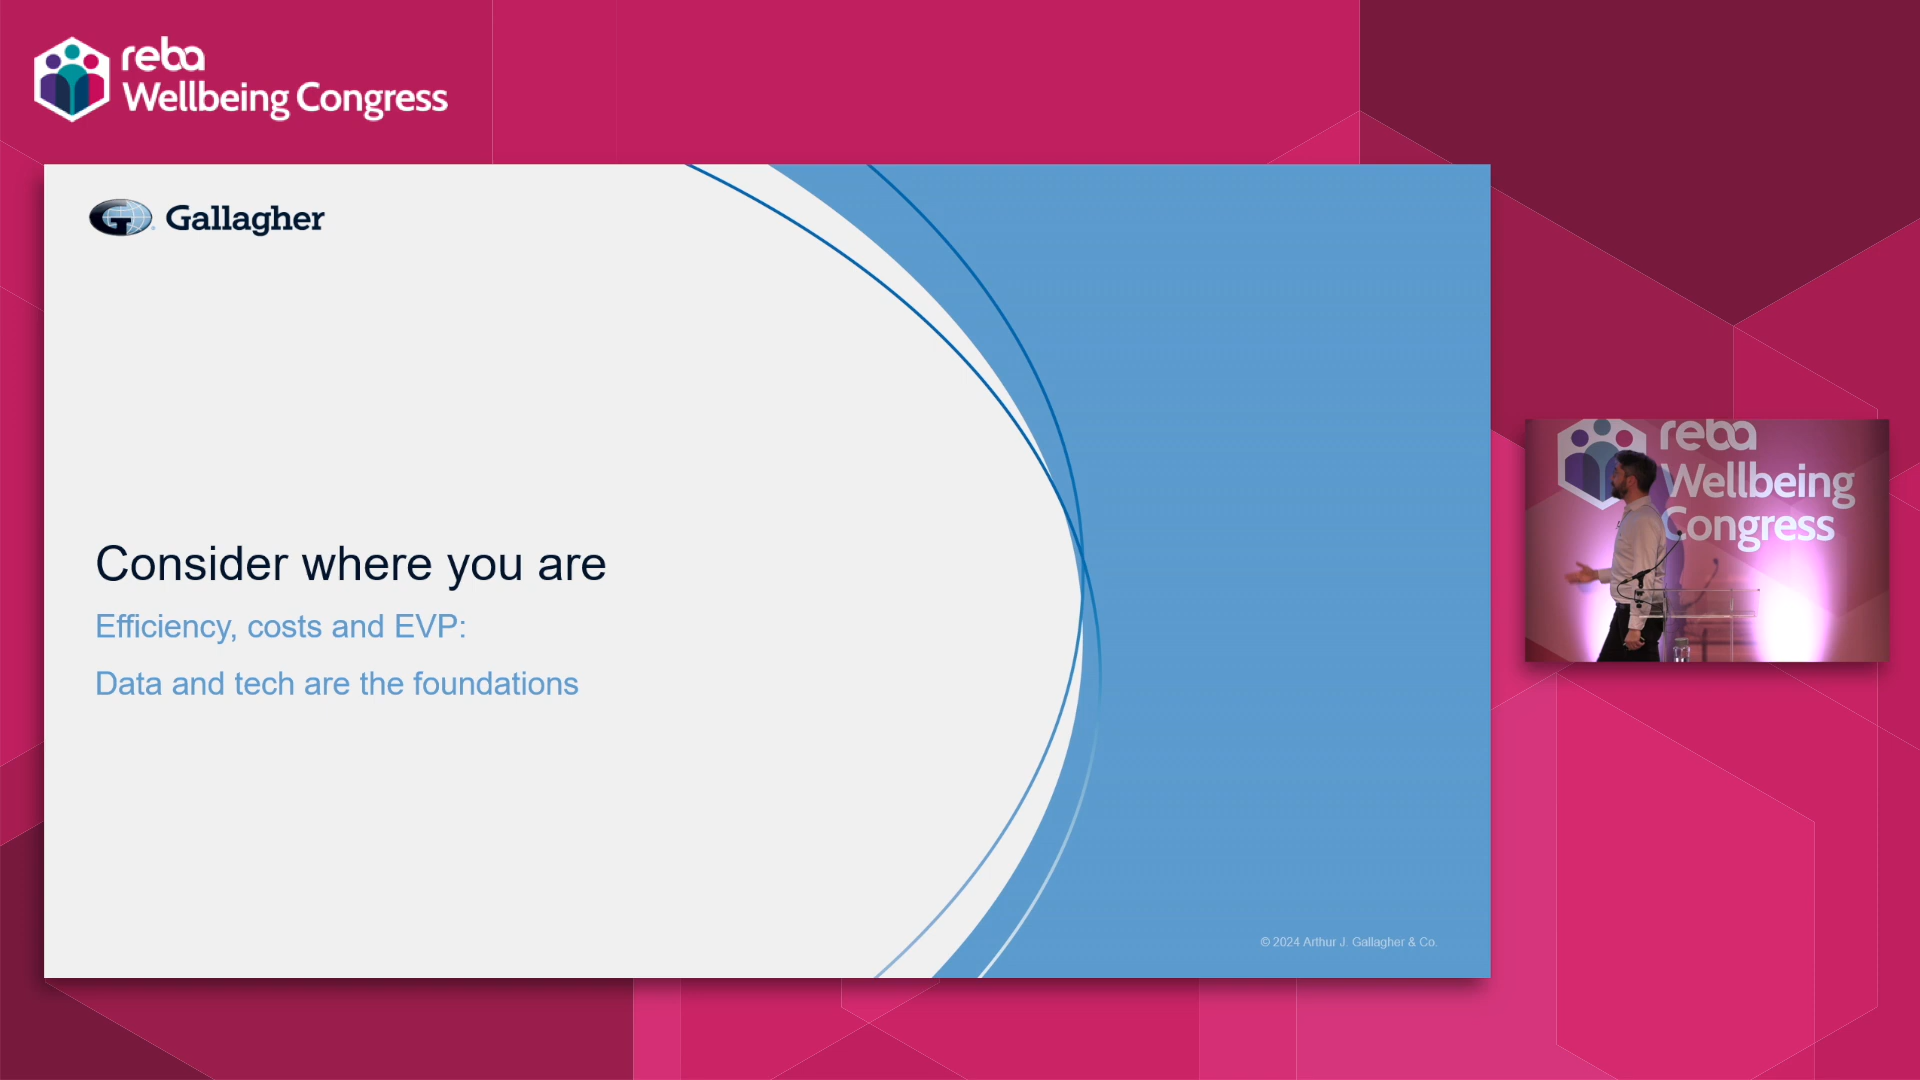 reba
Wellbeing Congress
Gallagher
Consider where you are
Efficiency, costs and EVP:
Data and tech are the foundations
© 2024 Arthur J. Gallagher & Co.
reba
Wellbeing
Congress